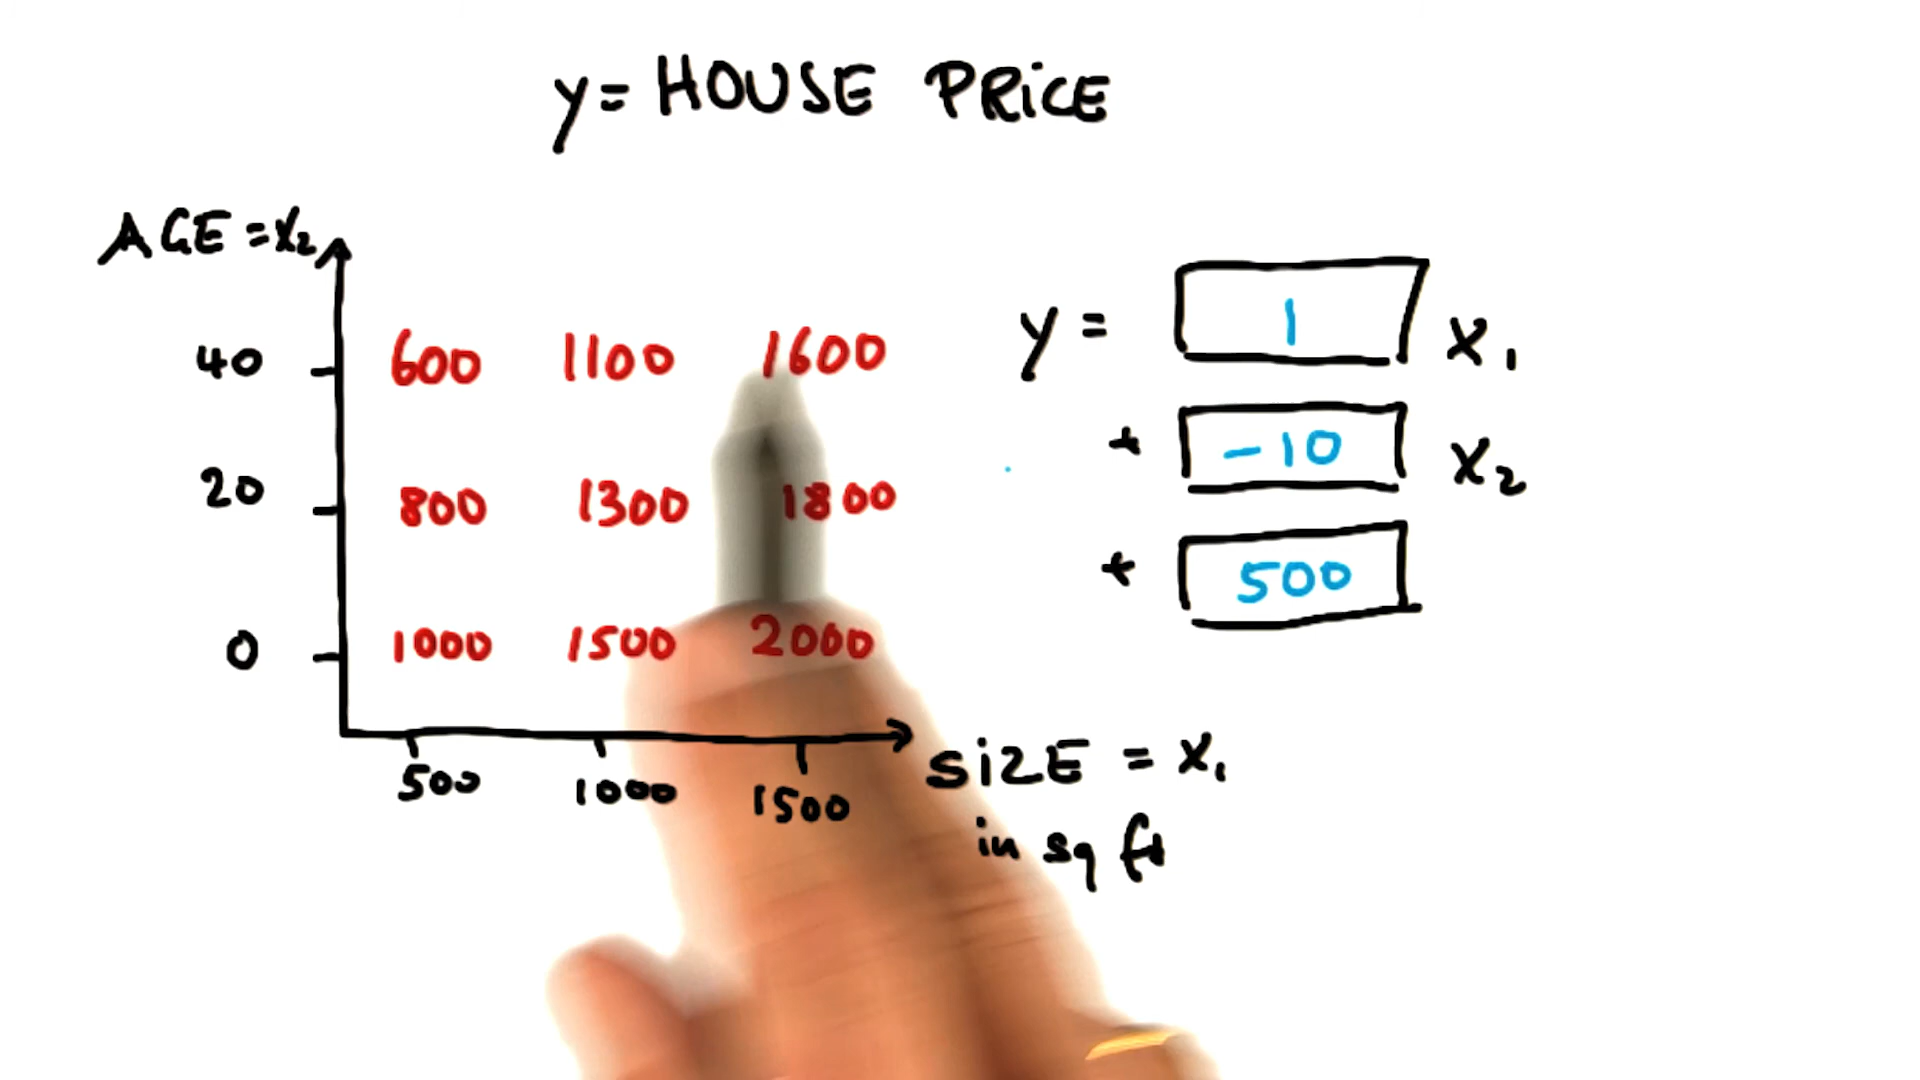 y = HOUSE PRICE
AGE = x₂
40 600 1100 1600
20 800 1300 1800
0 1000 1500 2000
500 1000 1500
SIZE = x₁
in sq ft
y = 1 x₁
+ -10 x₂
+ 500